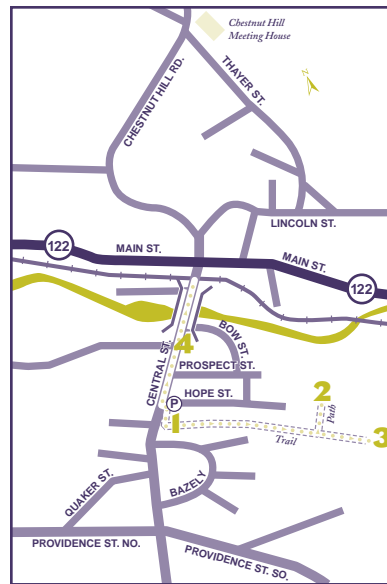 Chestnut Hill
Meeting House
THAYER ST.
CHESTNUT HILL RD.
N
LINCOLN ST.
122
MAIN ST.
MAIN ST.
122
BOW ST.
4
CENTRAL ST.
PROSPECT ST.
HOPE ST.
P
1
2
Path
3
Trail
BAZELY
QUAKER ST.
PROVIDENCE ST. NO.
PROVIDENCE ST. SO.